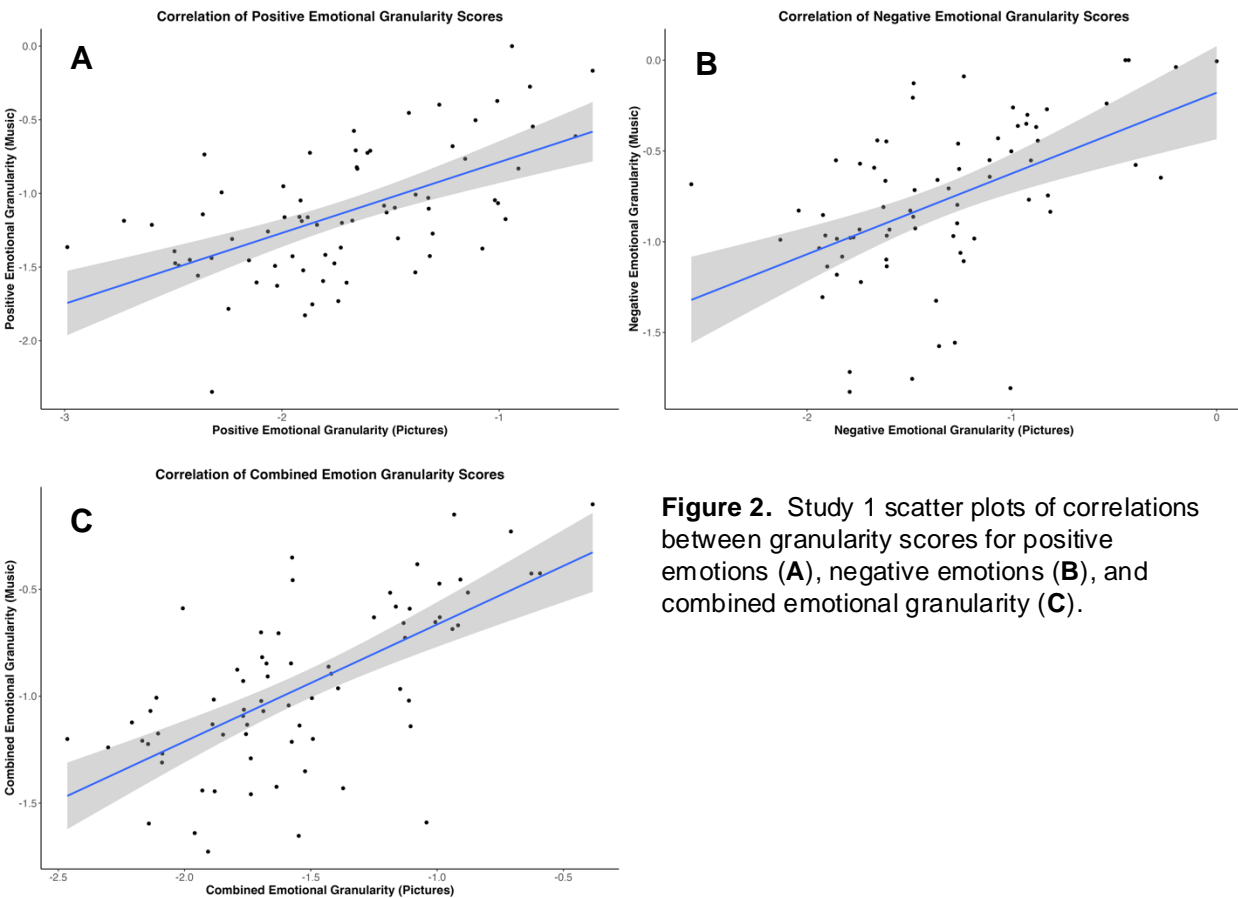 Correlation of Positive Emotional Granularity Scores
A
Positive Emotional Granularity (Music)
0.0
-0.5
-1.0
-1.5
-2.0
-3
-2
-1
Positive Emotional Granularity (Pictures)
Correlation of Negative Emotional Granularity Scores
B
Negative Emotional Granularity (Music)
0.0
-0.5
-1.0
-1.5
-2
-1
0
Negative Emotional Granularity (Pictures)
Correlation of Combined Emotion Granularity Scores
C
Combined Emotional Granularity (Music)
-0.5
-1.0
-1.5
-2.5
-2.0
-1.5
-1.0
-0.5
Combined Emotional Granularity (Pictures)
Figure 2. Study 1 scatter plots of correlations
between granularity scores for positive
emotions (A), negative emotions (B), and
combined emotional granularity (C).